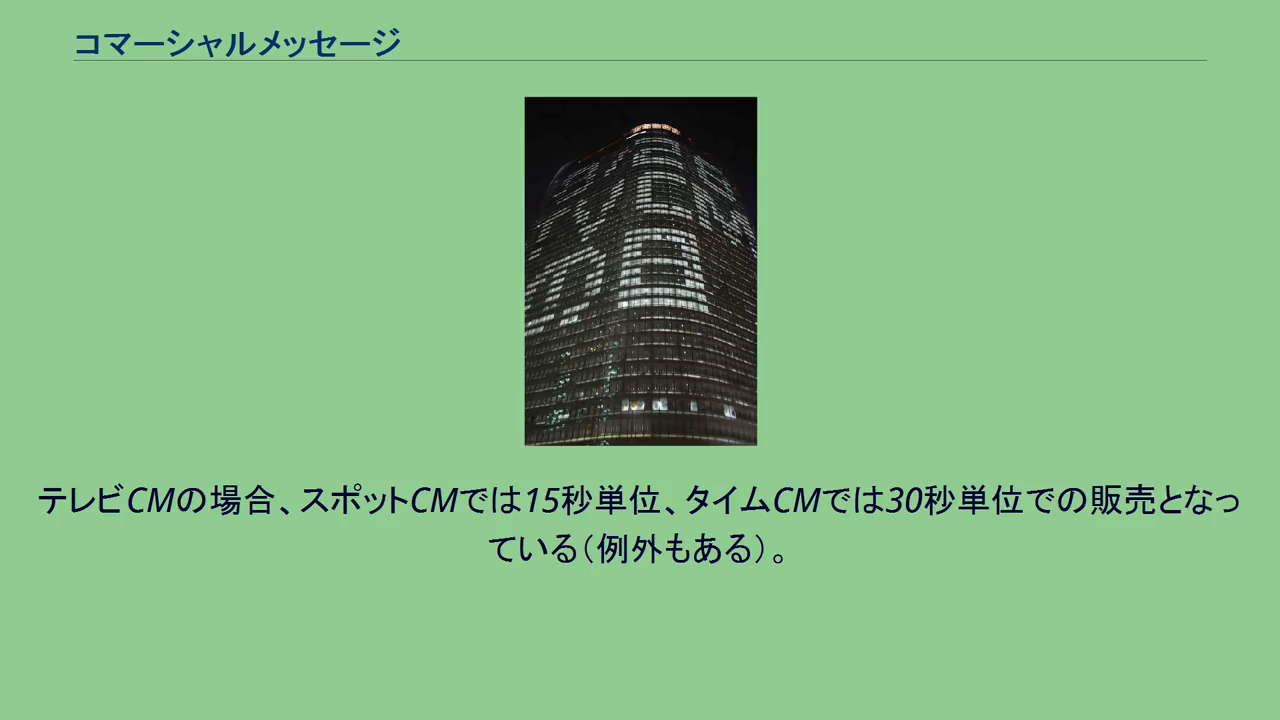 コマーシャルメッセージ
テレビCMの場合、スポットCMでは15秒単位、タイムCMでは30秒単位での販売となっ
ている（例外もある）。